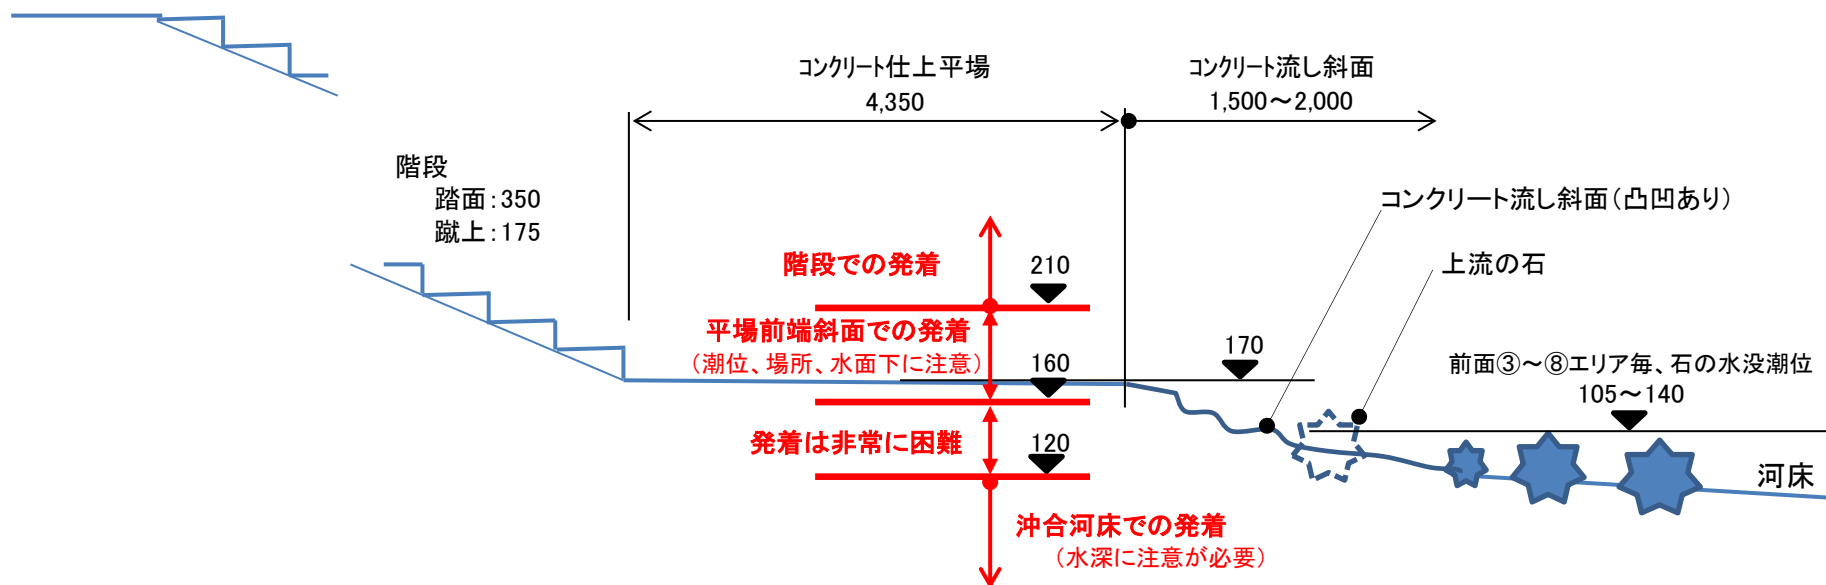 コンクリート仕上平場
4,350
コンクリート流し斜面
1,500～2,000
階段
踏面：350
蹴上：175
コンクリート流し斜面（凸凹あり）
上流の石
階段での発着
210
平場前端斜面での発着
（潮位、場所、水面下に注意）
160
170
前面③～⑧エリア毎、石の水没潮位
105～140
発着は非常に困難
120
河床
沖合河床での発着
（水深に注意が必要）